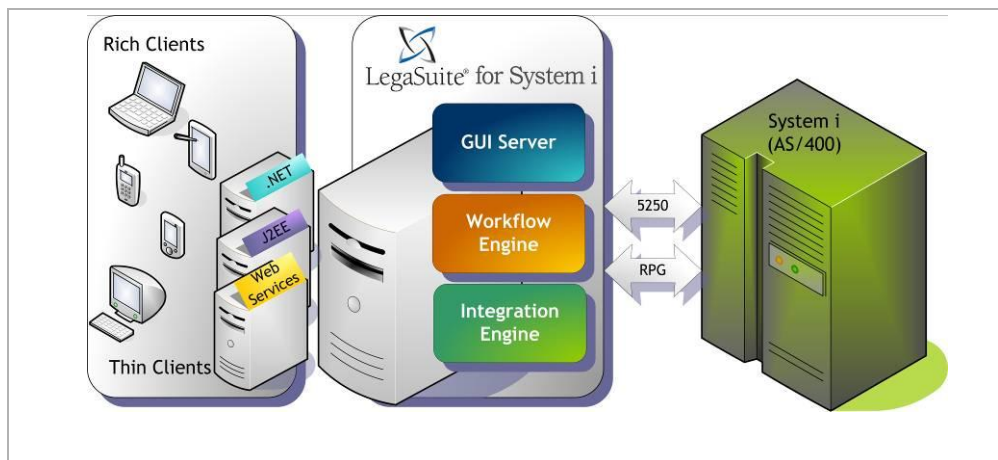 Rich Clients
.NET
J2EE
Web
Services
Thin Clients
LegaSuite® for System i
GUI Server
Workflow
Engine
Integration
Engine
5250
RPG
System i
(AS/400)